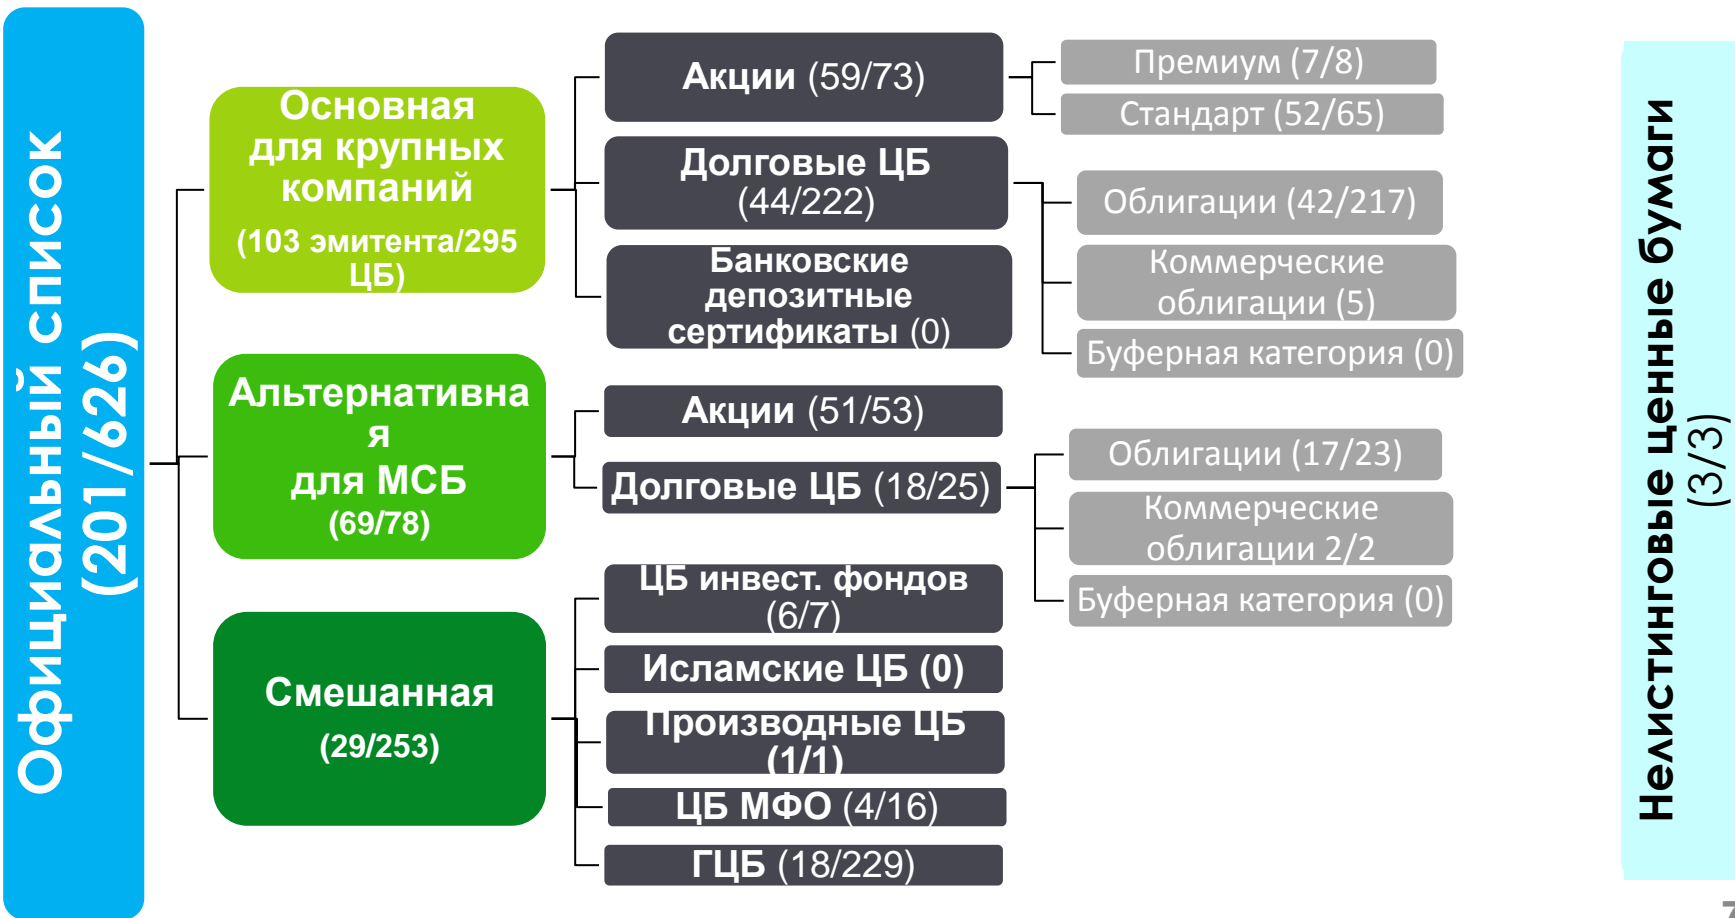 Официальный список
(201/626)
Основная
для крупных
компаний
(103 эмитента/295
ЦБ)
Акции (59/73)
Премиум (7/8)
Стандарт (52/65)
Долговые ЦБ
(44/222)
Облигации (42/217)
Коммерческие
облигации (5)
Буферная категория (0)
Банковские
депозитные
сертификаты (0)
Альтернативна
я
для МСБ
(69/78)
Акции (51/53)
Долговые ЦБ (18/25)
Облигации (17/23)
Коммерческие
облигации 2/2
Буферная категория (0)
Смешанная
(29/253)
ЦБ инвест. фондов
(6/7)
Исламские ЦБ (0)
Производные ЦБ
(1/1)
ЦБ МФО (4/16)
ГЦБ (18/229)
Нелистинговые ценные бумаги
(3/3)